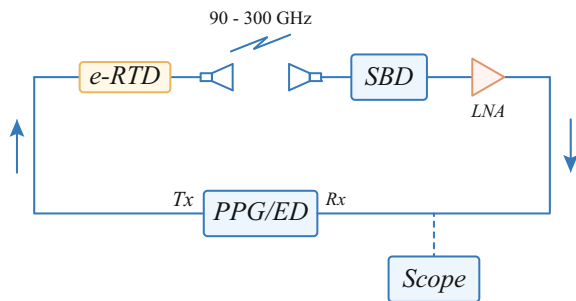 90 - 300 GHz
e-RTD
SBD
LNA
Tx
PPG/ED
Rx
Scope